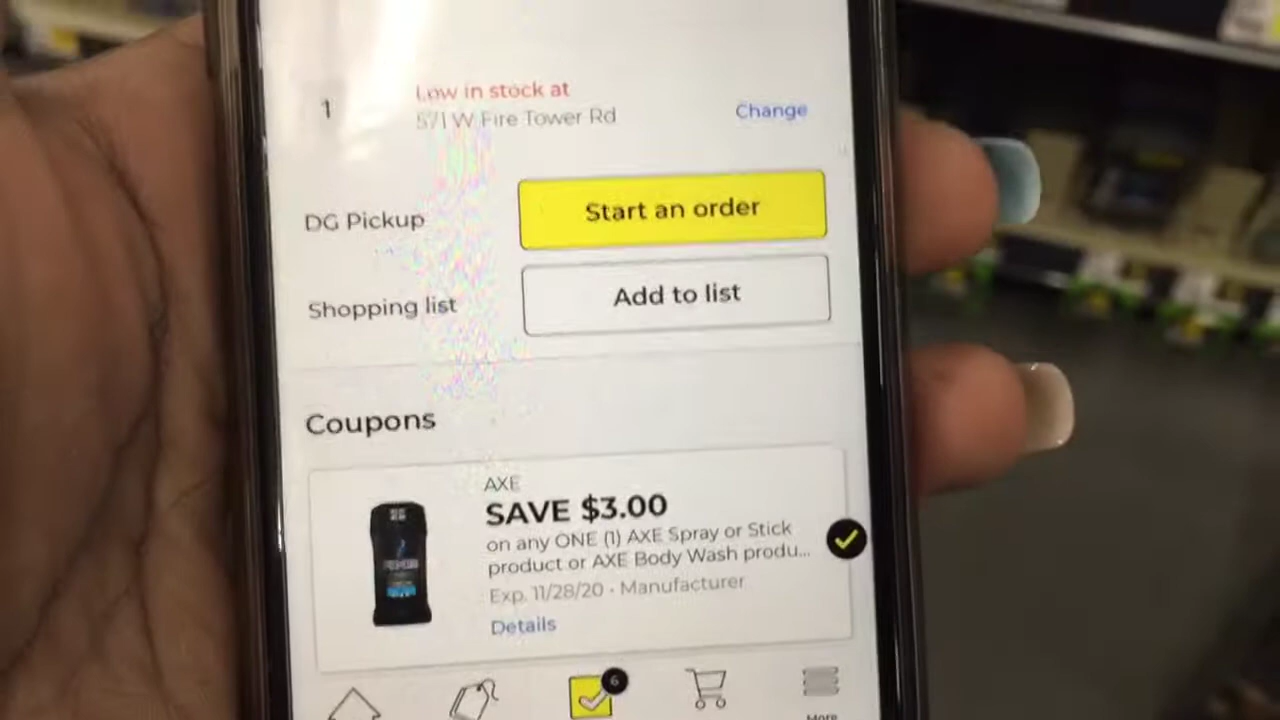 1
Low in stock at
571 W Fire Tower Rd
Change
DG Pickup
Start an order
Shopping list
Add to list
Coupons
AXE
SAVE $3.00
on any ONE (1) AXE Spray or Stick
product or AXE Body Wash produ...
Exp. 11/28/20 • Manufacturer
Details
6
More